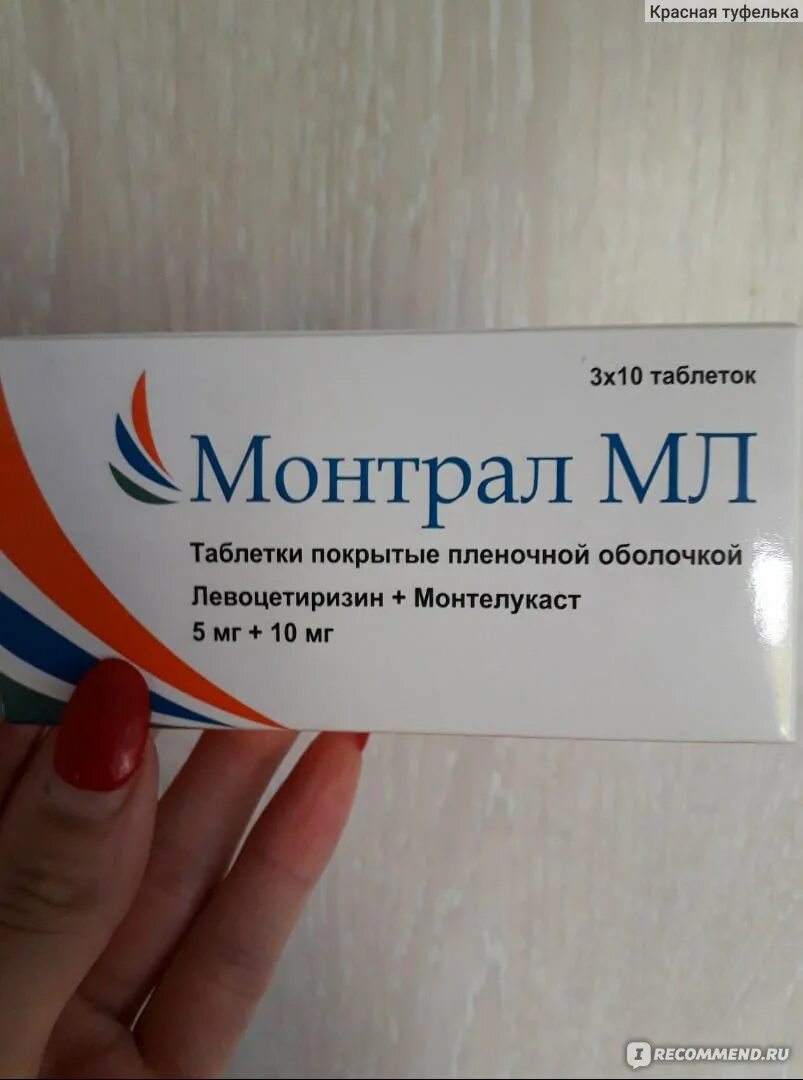 Красная туфелька
3x10 таблеток
Монтрал МЛ
Таблетки покрытые пленочной оболочкой
Левоцетиризин + Монтелукаст
5 мг + 10 мг
I RECOMMEND.RU